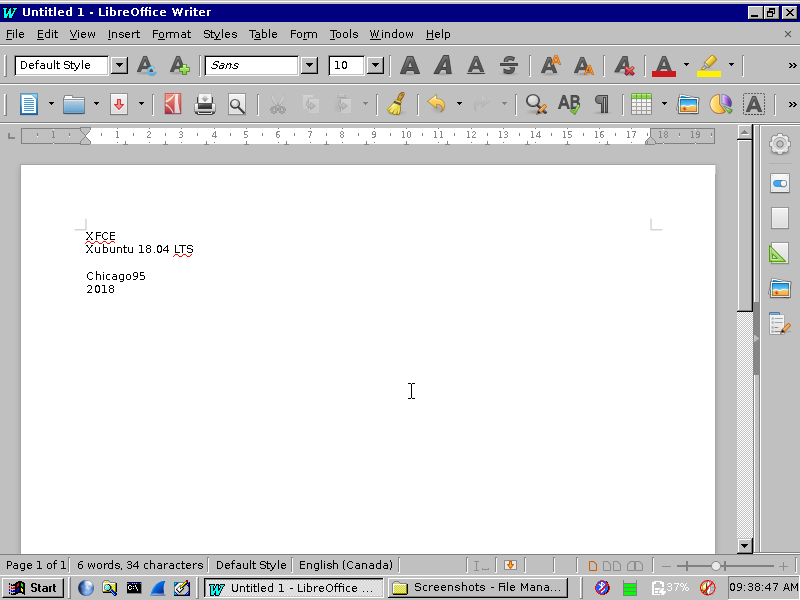 Untitled 1 - LibreOffice Writer
File Edit View Insert Format Styles Table Form Tools Window Help
Default Style Sans 10
1 1 2 3 4 5 6 7 8 9 10 11 12 13 14 15 16 17 18 19
XFCE
Xubuntu 18.04 LTS
Chicago95
2018
Page 1 of 1 6 words, 34 characters Default Style English (Canada)
Start Untitled 1 - LibreOffice ... Screenshots - File Mana... 37% 09:38:47 AM